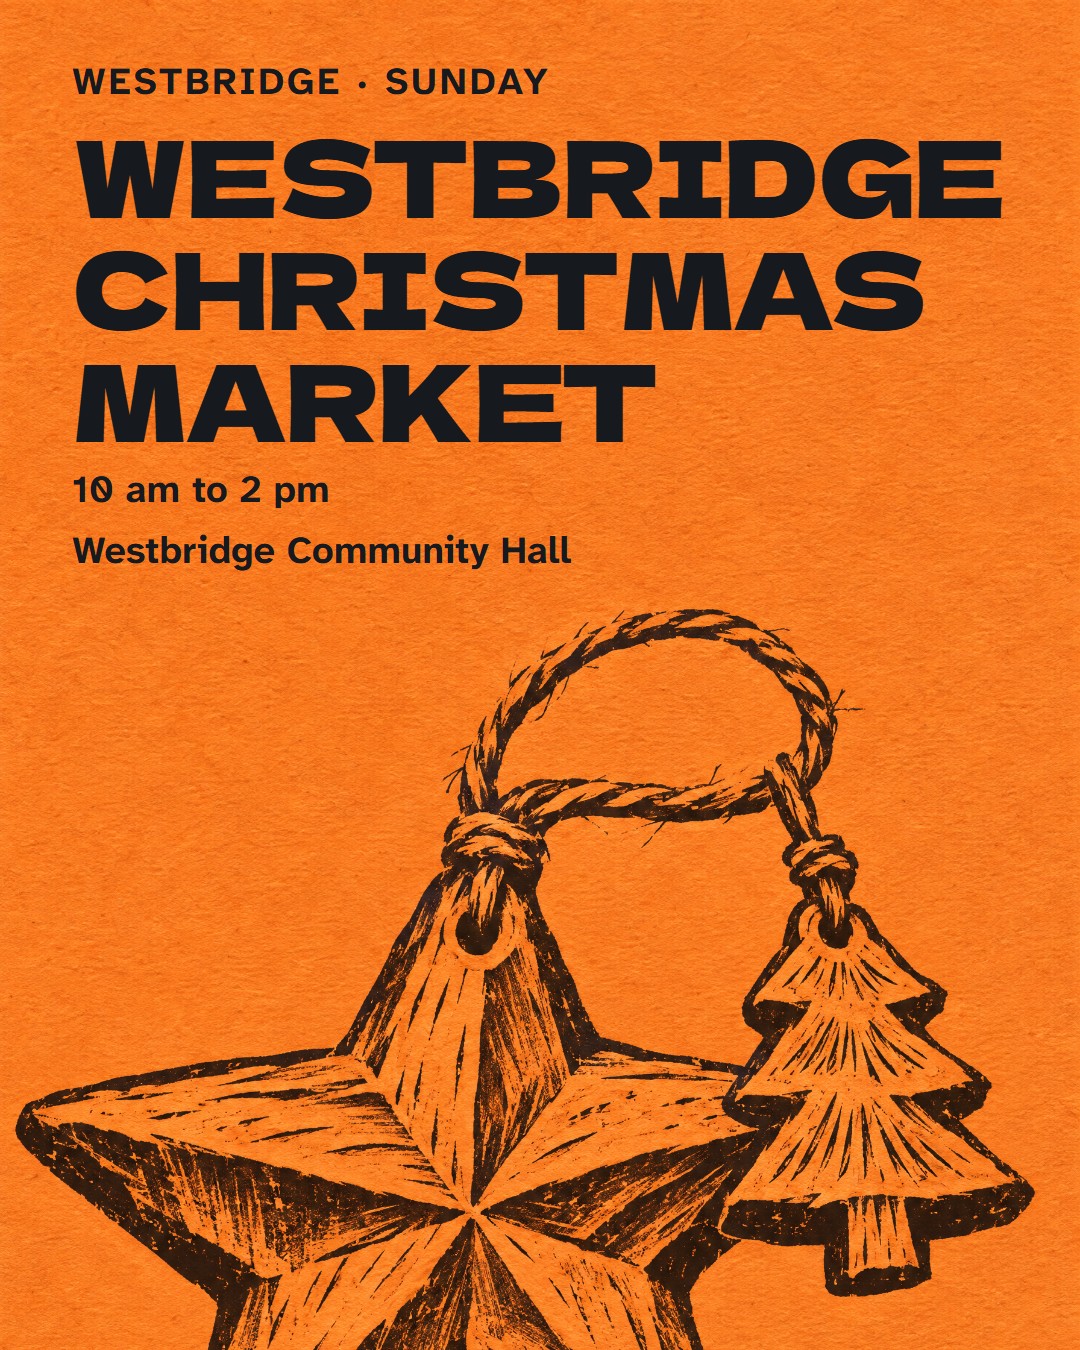 WESTBRIDGE · SUNDAY
WESTBRIDGE
CHRISTMAS
MARKET
10 am to 2 pm
Westbridge Community Hall